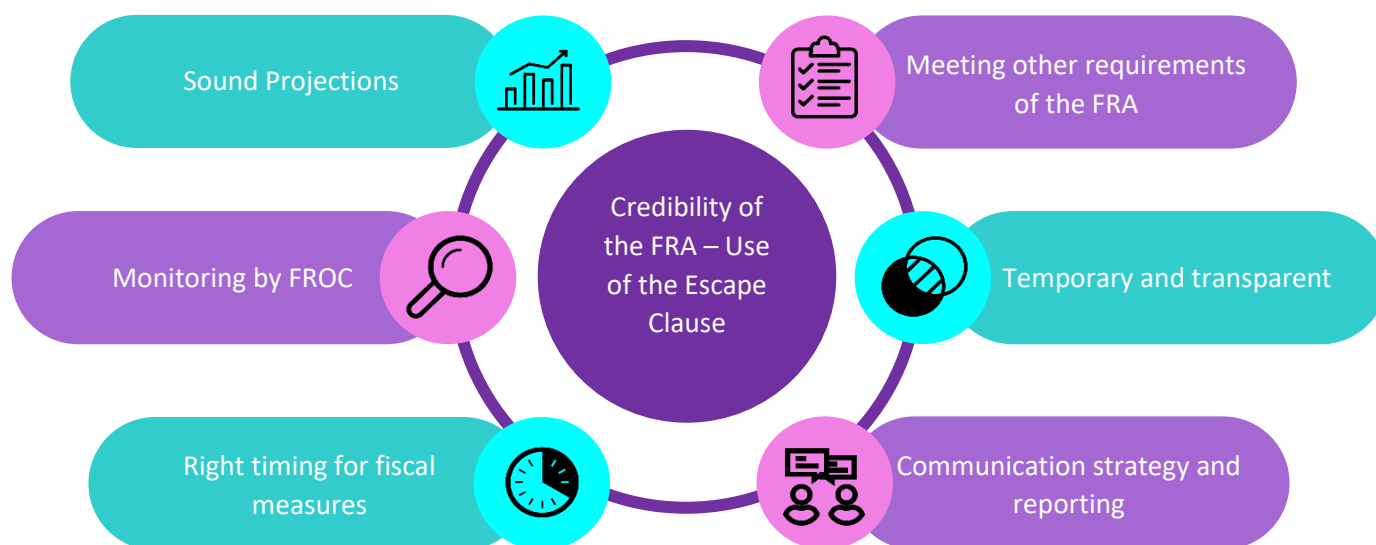 Sound Projections
Meeting other requirements
of the FRA
Credibility of
the FRA – Use
of the Escape
Clause
Monitoring by FROC
Temporary and transparent
Right timing for fiscal
measures
Communication strategy and
reporting